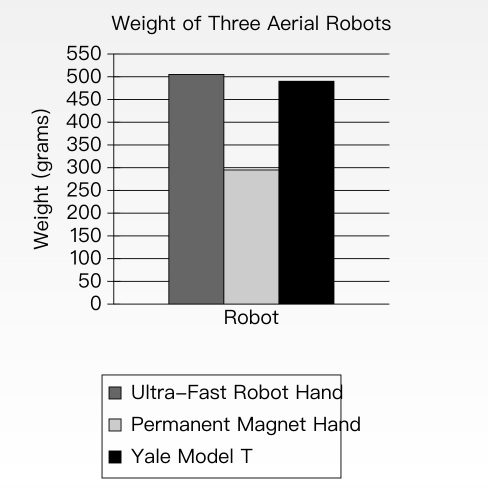 Weight of Three Aerial Robots
Weight (grams)
550
500
450
400
350
300
250
200
150
100
50
0
Robot
Ultra-Fast Robot Hand
Permanent Magnet Hand
Yale Model T